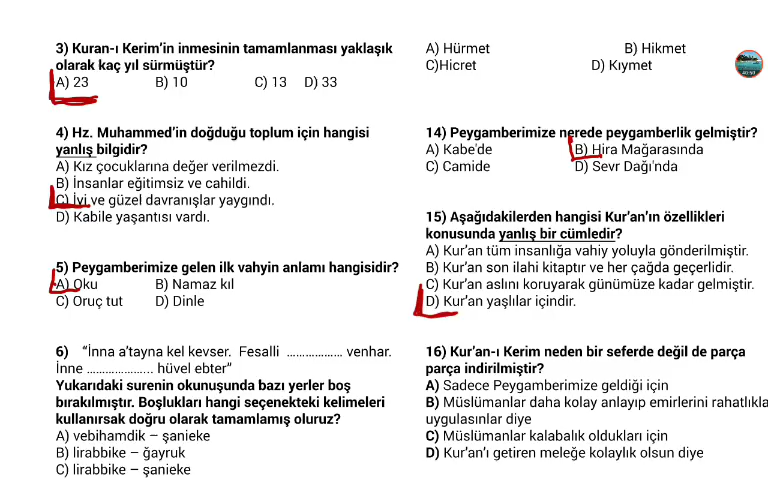 3) Kuran-ı Kerim’in inmesinin tamamlanması yaklaşık
olarak kaç yıl sürmüştür?
A) 23 B) 10 C) 13 D) 33
4) Hz. Muhammed’in doğduğu toplum için hangisi
yanlış bilgidir?
A) Kız çocuklarına değer verilmezdi.
B) İnsanlar eğitimsiz ve cahildi.
C) İyi ve güzel davranışlar yaygındı.
D) Kabile yaşantısı vardı.
5) Peygamberimize gelen ilk vahyin anlamı hangisidir?
A) Oku B) Namaz kıl
C) Oruç tut D) Dinle
6) “İnna a’tayna kel kevser. Fesalli ................. venhar.
İnne .................... hüvel ebter”
Yukarıdaki surenin okunuşunda bazı yerler boş
bırakılmıştır. Boşlukları hangi seçenekteki kelimeleri
kullanırsak doğru olarak tamamlamış oluruz?
A) vebihamdik – şanieke
B) lirabbike – ğayruk
C) lirabbike – şanieke
A) Hürmet B) Hikmet
C)Hicret D) Kıymet
14) Peygamberimize nerede peygamberlik gelmiştir?
A) Kabe'de B) Hira Mağarasında
C) Camide D) Sevr Dağı'nda
15) Aşağıdakilerden hangisi Kur’an’ın özellikleri
konusunda yanlış bir cümledir?
A) Kur’an tüm insanlığa vahiy yoluyla gönderilmiştir.
B) Kur’an son ilahi kitaptır ve her çağda geçerlidir.
C) Kur’an aslını koruyarak günümüze kadar gelmiştir.
D) Kur’an yaşlılar içindir.
16) Kur’an-ı Kerim neden bir seferde değil de parça
parça indirilmiştir?
A) Sadece Peygamberimize geldiği için
B) Müslümanlar daha kolay anlayıp emirlerini rahatlıkla
uygulasınlar diye
C) Müslümanlar kalabalık oldukları için
D) Kur’an’ı getiren meleğe kolaylık olsun diye